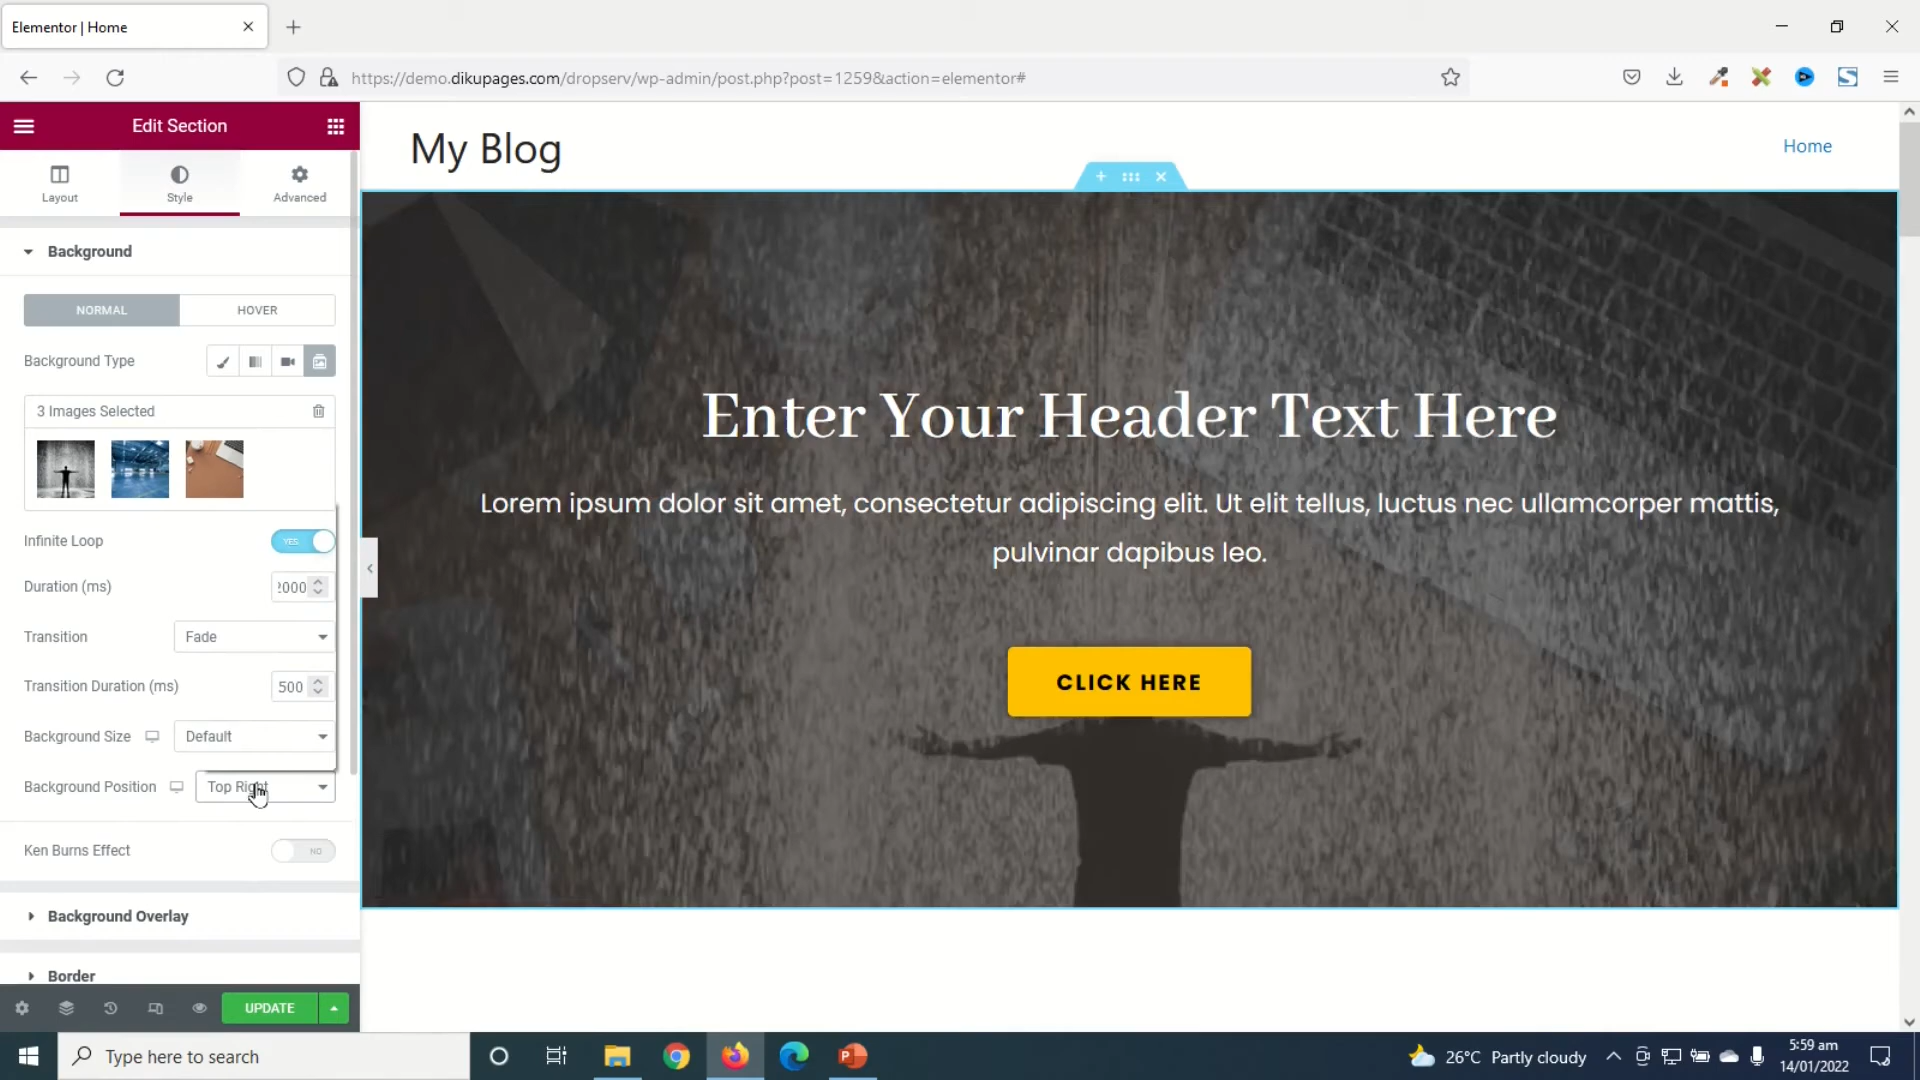 Elementor | Home
https://demo.dikupages.com/dropserv/wp-admin/post.php?post=1259&action=elementor#
Edit Section
Layout
Style
Advanced
Background
NORMAL
HOVER
Background Type
3 Images Selected
Infinite Loop
YES
Duration (ms)
2000
Transition
Fade
Transition Duration (ms)
500
Background Size
Default
Background Position
Top Right
Ken Burns Effect
NO
Background Overlay
Border
UPDATE
My Blog
Home
Enter Your Header Text Here
Lorem ipsum dolor sit amet, consectetur adipiscing elit. Ut elit tellus, luctus nec ullamcorper mattis,
pulvinar dapibus leo.
CLICK HERE
Type here to search
26°C Partly cloudy
5:59 am
14/01/2022